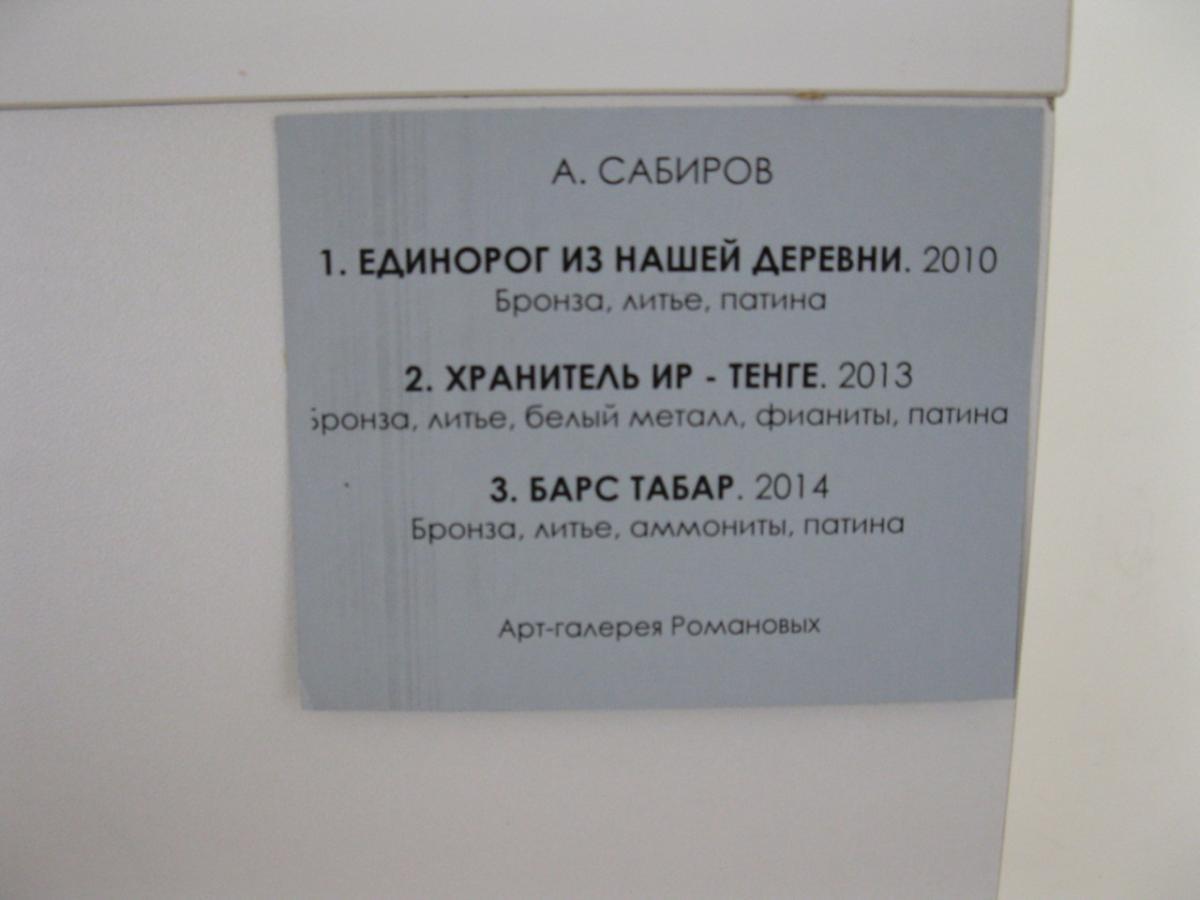 А. САБИРОВ
1. ЕДИНОРОГ ИЗ НАШЕЙ ДЕРЕВНИ. 2010
Бронза, литье, патина
2. ХРАНИТЕЛЬ ИР - ТЕНГЕ. 2013
Бронза, литье, белый металл, фианиты, патина
3. БАРС ТАБАР. 2014
Бронза, литье, аммониты, патина
Арт-галерея Романовых